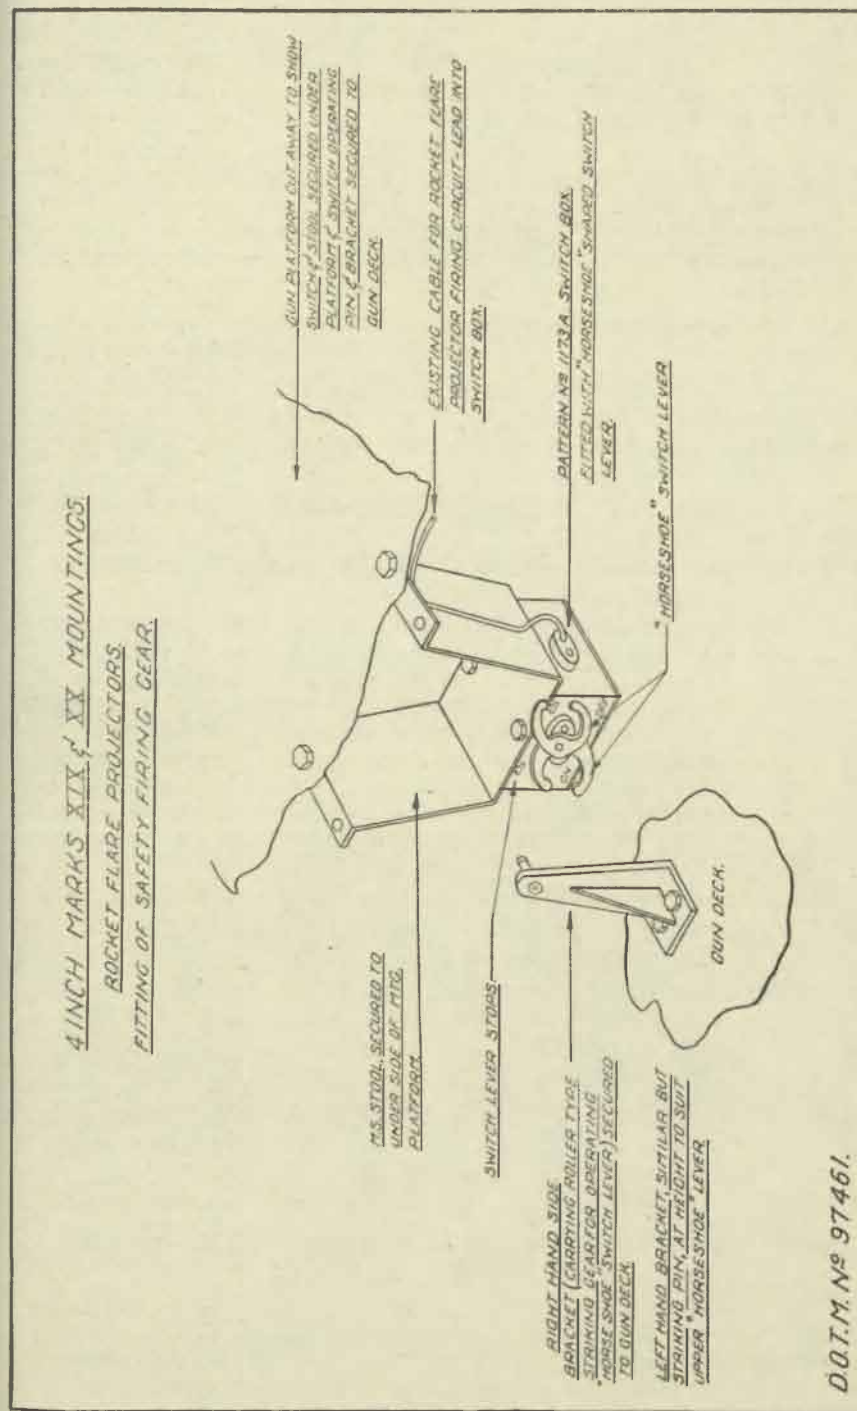 4 INCH MARKS XIX & XX MOUNTINGS.
ROCKET FLARE PROJECTORS.
FITTING OF SAFETY FIRING GEAR.
GUN PLATFORM CUT AWAY TO SHOW
SWITCH & STOOL SECURED UNDER
PLATFORM & SWITCH OPERATING
PIN & BRACKET SECURED TO
GUN DECK.
EXISTING CABLE FOR ROCKET FLARE
PROJECTOR FIRING CIRCUIT - LEAD INTO
SWITCH BOX.
PATTERN Nº 1173A SWITCH BOX
FITTED WITH "HORSESHOE" SHAPED SWITCH
LEVER.
"HORSESHOE" SWITCH LEVER
M.S. STOOL SECURED TO
UNDER SIDE OF MTG.
PLATFORM
SWITCH LEVER STOPS.
ON
OFF
RIGHT HAND SIDE
BRACKET (CARRYING ROLLER TYPE
STRIKING GEAR FOR OPERATING
"HORSE SHOE" SWITCH LEVER) SECURED
TO GUN DECK.
LEFT HAND BRACKET, SIMILAR BUT
STRIKING PIN, AT HEIGHT TO SUIT
UPPER "HORSESHOE" LEVER
GUN DECK.
D.O.T.M. Nº 97461.